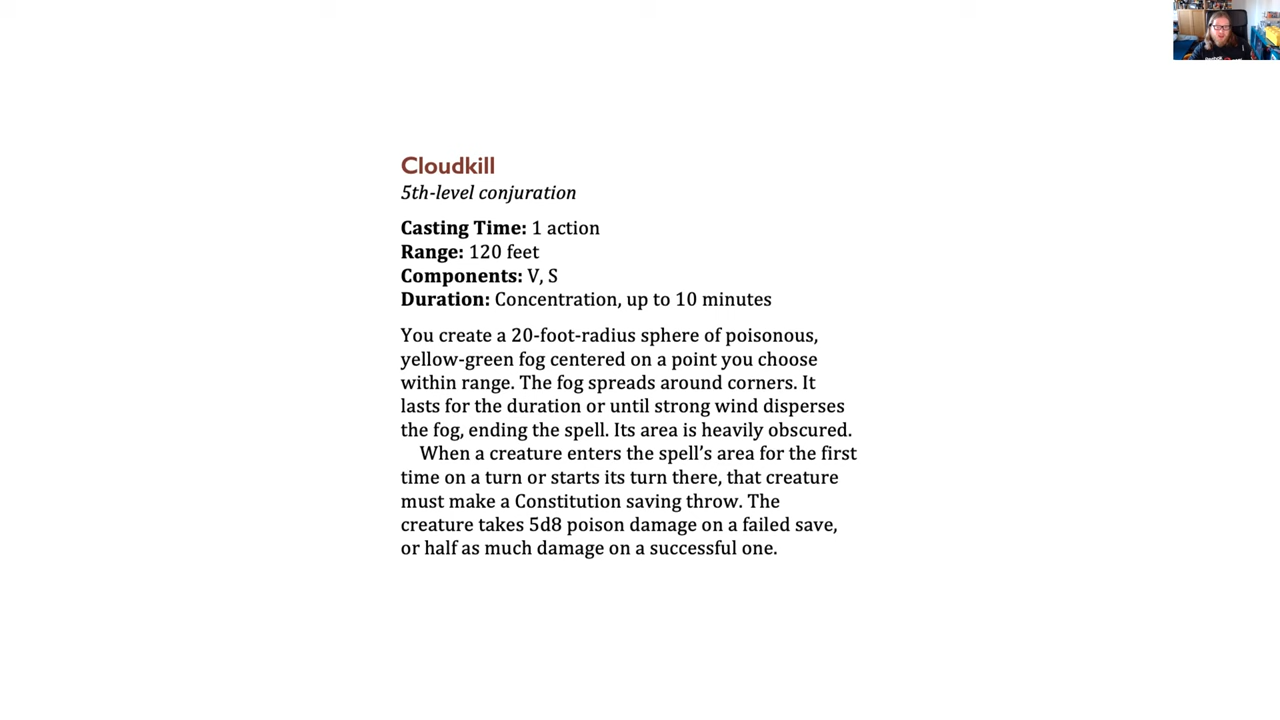 Cloudkill
5th-level conjuration
Casting Time: 1 action
Range: 120 feet
Components: V, S
Duration: Concentration, up to 10 minutes
You create a 20-foot-radius sphere of poisonous,
yellow-green fog centered on a point you choose
within range. The fog spreads around corners. It
lasts for the duration or until strong wind disperses
the fog, ending the spell. Its area is heavily obscured.
When a creature enters the spell’s area for the first
time on a turn or starts its turn there, that creature
must make a Constitution saving throw. The
creature takes 5d8 poison damage on a failed save,
or half as much damage on a successful one.